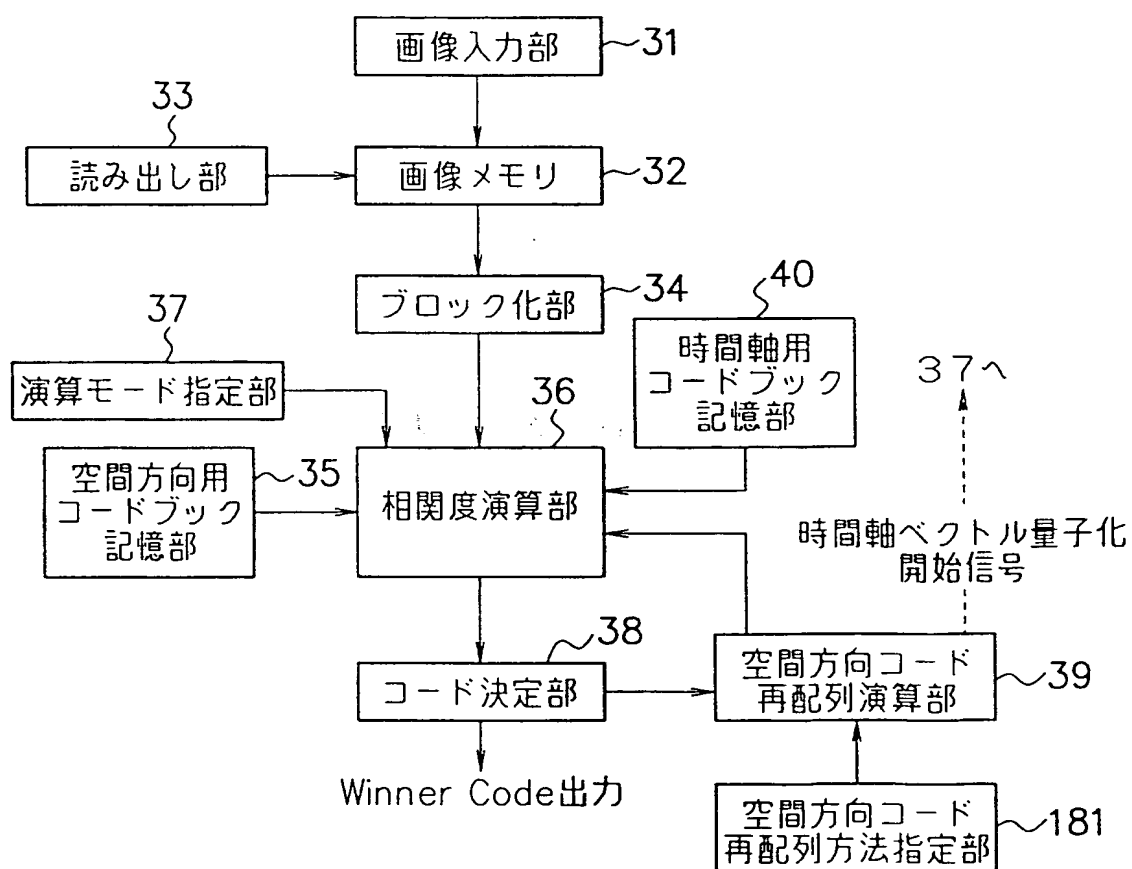 画像入力部
31
33
読み出し部
画像メモリ
32
ブロック化部
34
40
時間軸用
コードブック
記憶部
37へ
37
演算モード指定部
36
空間方向用
コードブック
記憶部
35
相関度演算部
時間軸ベクトル量子化
開始信号
38
コード決定部
空間方向コード
再配列演算部
39
Winner Code出力
空間方向コード
再配列方法指定部
181